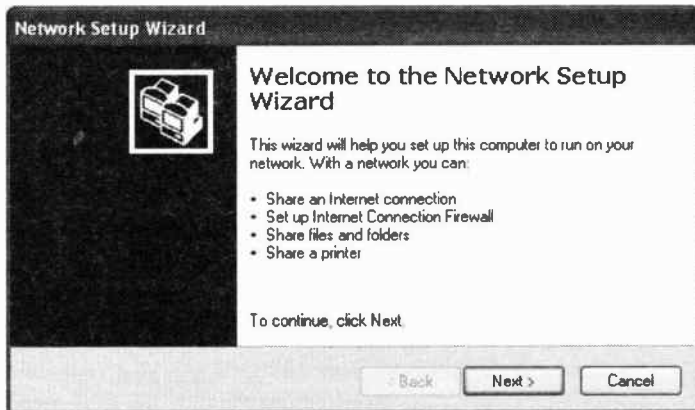 Network Setup Wizard
Welcome to the Network Setup
Wizard
This wizard will help you set up this computer to run on your
network. With a network you can:
• Share an Internet connection
• Set up Internet Connection Firewall
• Share files and folders
• Share a printer
To continue, click Next
< Back
Next >
Cancel